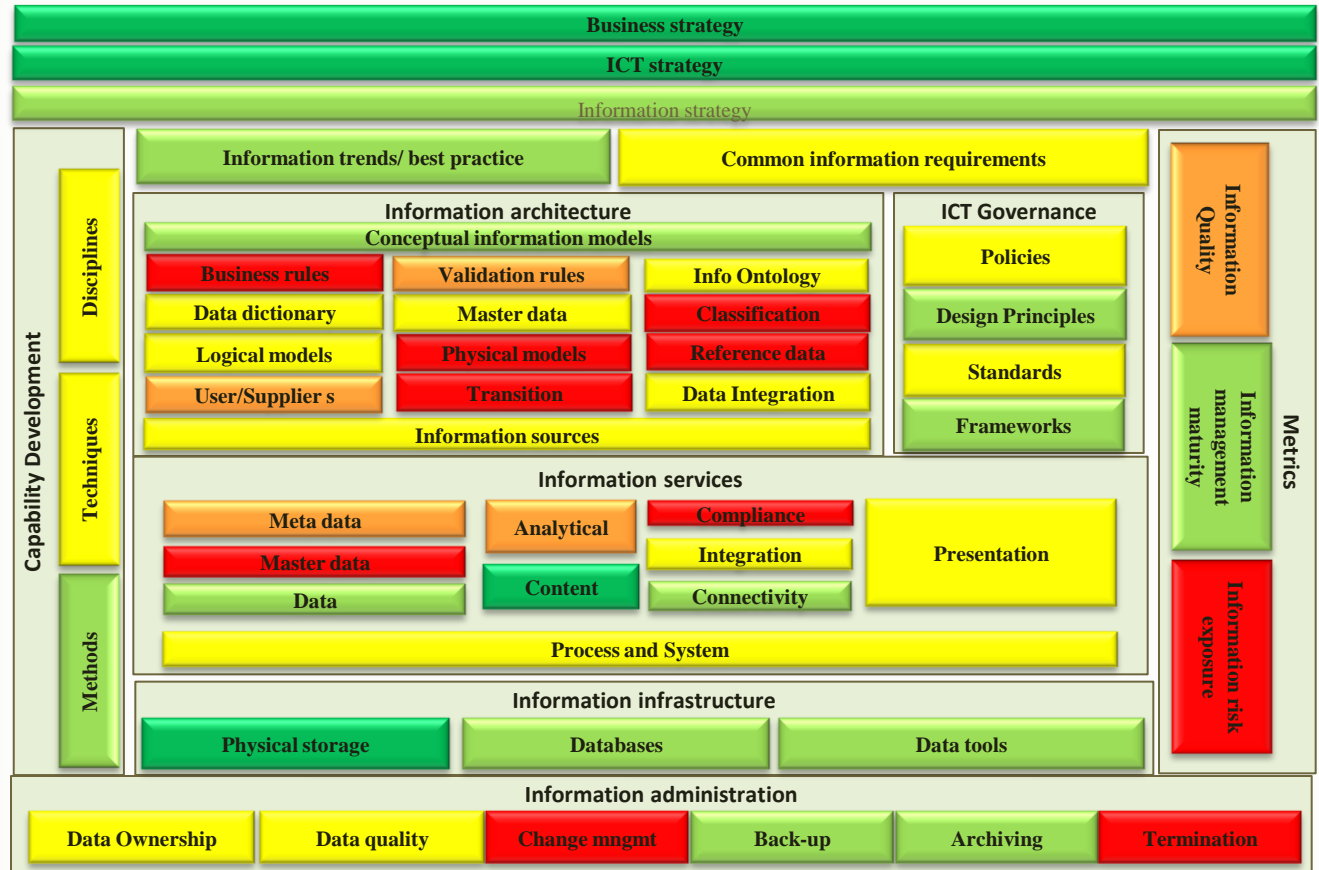 Business strategy
ICT strategy
Information strategy
Information trends/ best practice
Common information requirements
Capability Development
Disciplines
Techniques
Methods
Information architecture
Conceptual information models
Business rules
Validation rules
Info Ontology
Data dictionary
Master data
Classification
Logical models
Physical models
Reference data
User/Supplier s
Transition
Data Integration
Information sources
ICT Governance
Policies
Design Principles
Standards
Frameworks
Metrics
Information
Quality
Information
management
maturity
Information risk
exposure
Information services
Meta data
Master data
Data
Analytical
Content
Compliance
Integration
Connectivity
Presentation
Process and System
Information infrastructure
Physical storage
Databases
Data tools
Information administration
Data Ownership
Data quality
Change mngmt
Back-up
Archiving
Termination